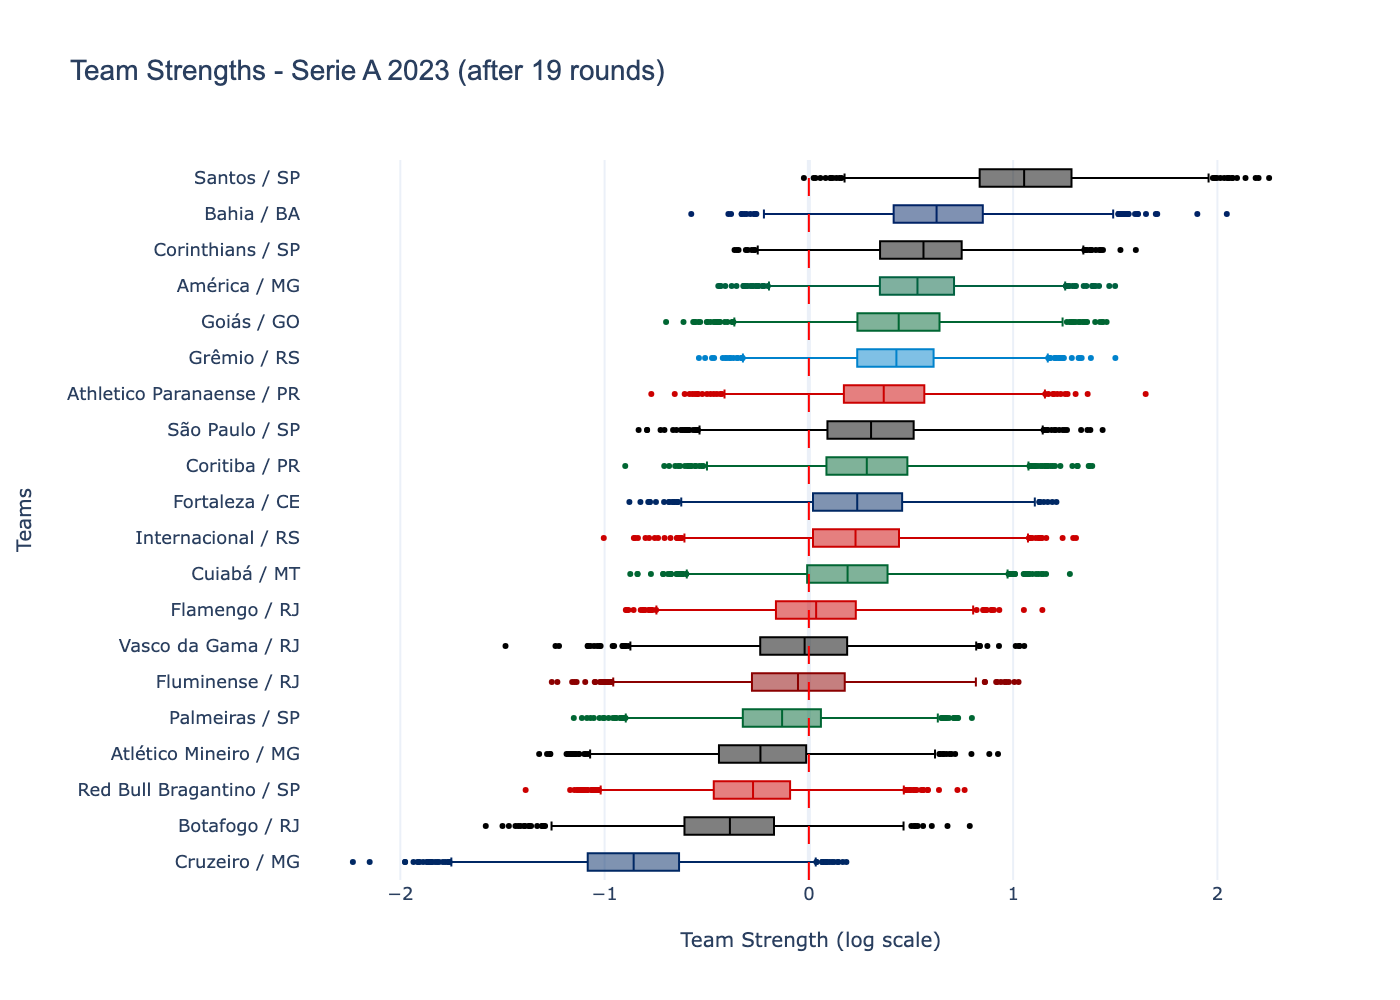 Team Strengths - Serie A 2023 (after 19 rounds)
Santos / SP
Bahia / BA
Corinthians / SP
América / MG
Goiás / GO
Grêmio / RS
Athletico Paranaense / PR
São Paulo / SP
Coritiba / PR
Fortaleza / CE
Internacional / RS
Cuiabá / MT
Flamengo / RJ
Vasco da Gama / RJ
Fluminense / RJ
Palmeiras / SP
Atlético Mineiro / MG
Red Bull Bragantino / SP
Botafogo / RJ
Cruzeiro / MG
Teams
−2 −1 0 1 2
Team Strength (log scale)